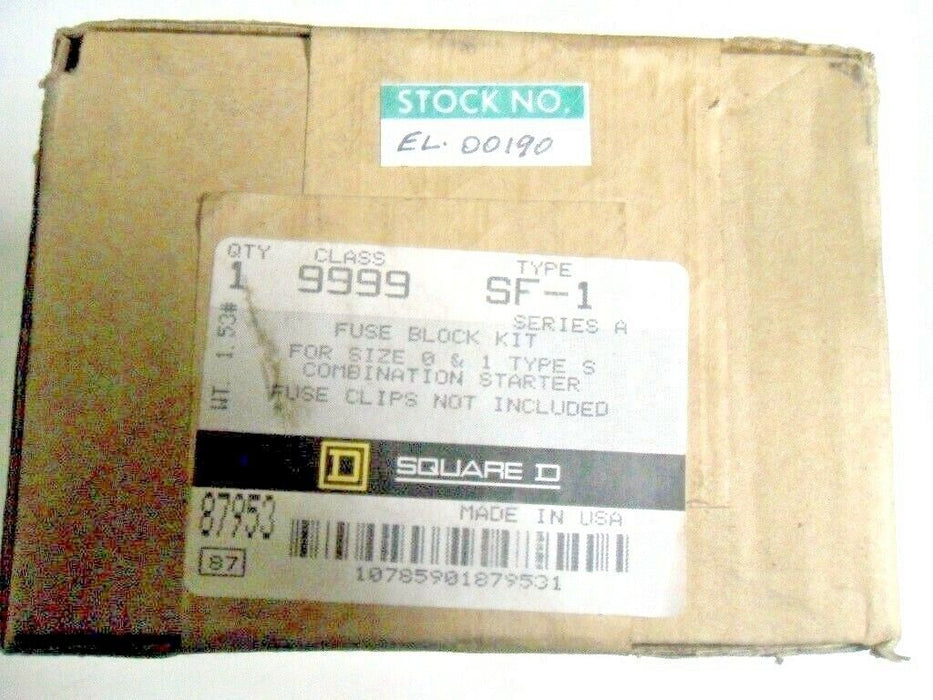 STOCK NO.
EL. 00190
QTY CLASS TYPE
1 9999 SF-1
SERIES A
FUSE BLOCK KIT
FOR SIZE 0 & 1 TYPE S
COMBINATION STARTER
FUSE CLIPS NOT INCLUDED
WT. 1.53#
D SQUARE D
MADE IN USA
87953
87
10785901879531